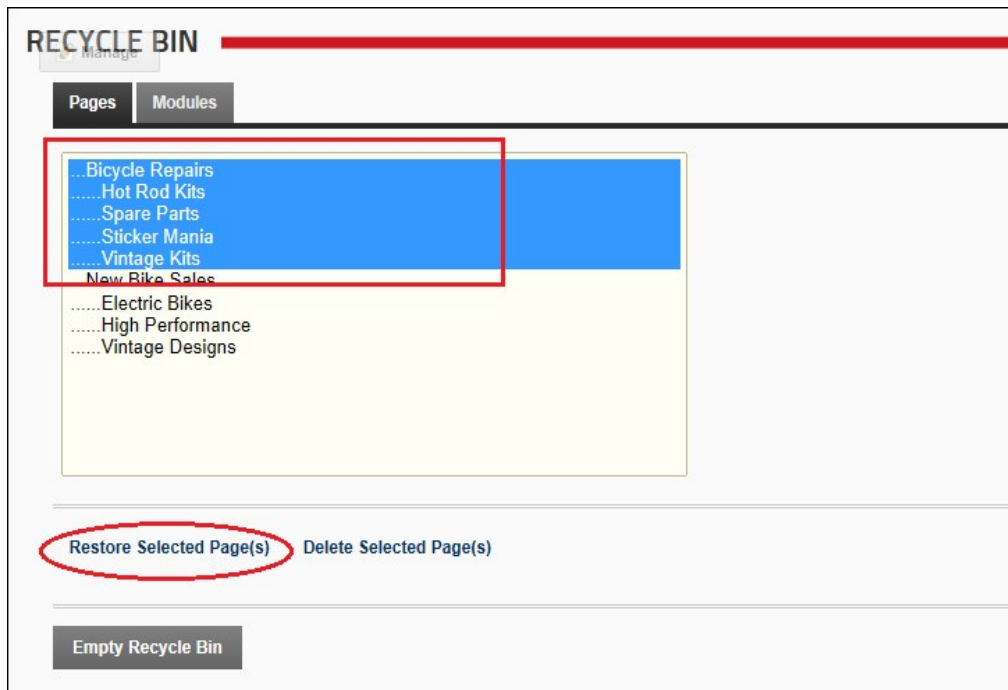 RECYCLE BIN
Manage
Pages Modules
...Bicycle Repairs
......Hot Rod Kits
......Spare Parts
......Sticker Mania
......Vintage Kits
...New Bike Sales
......Electric Bikes
......High Performance
......Vintage Designs
Restore Selected Page(s) Delete Selected Page(s)
Empty Recycle Bin